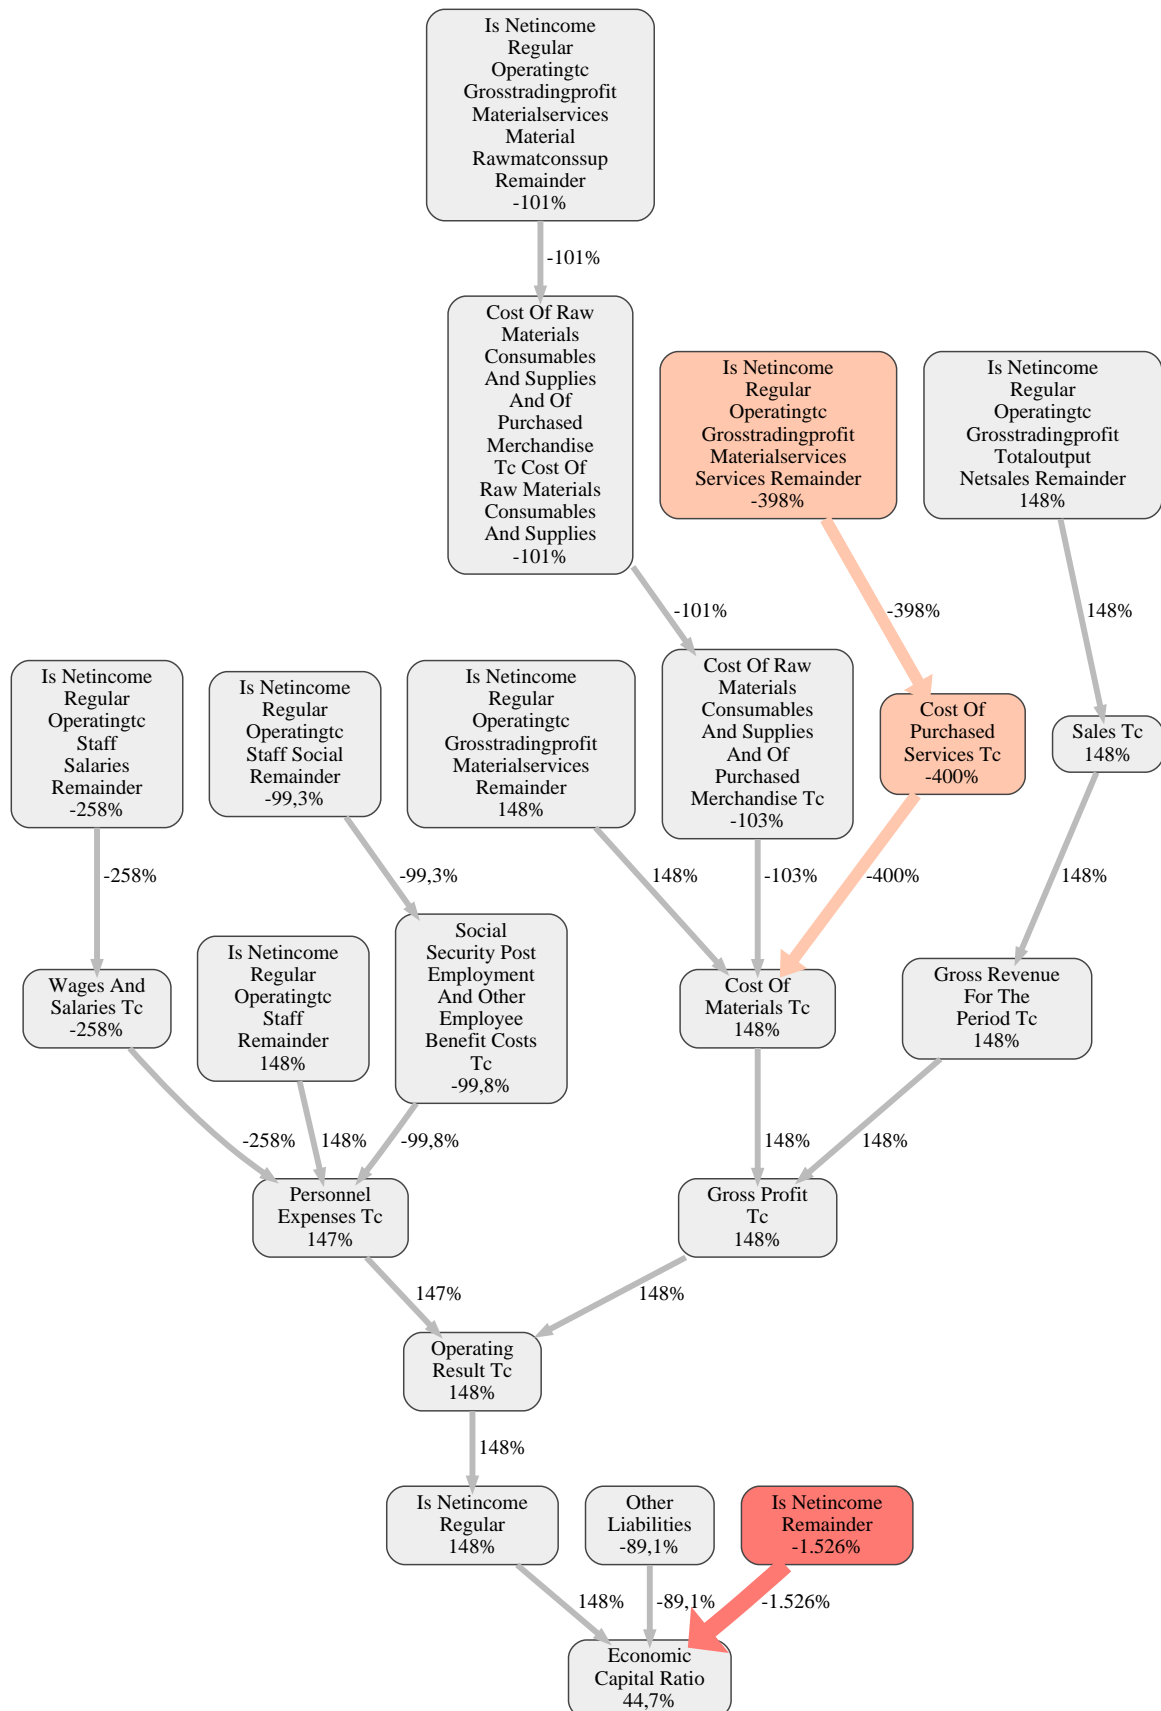 Is Netincome
Regular
Operatingtc
Grosstradingprofit
Materialservices
Material
Rawmatconssup
Remainder
-101%
-101%
Cost Of Raw
Materials
Consumables
And Supplies
And Of
Purchased
Merchandise
Tc Cost Of
Raw Materials
Consumables
And Supplies
-101%
Is Netincome
Regular
Operatingtc
Grosstradingprofit
Materialservices
Services Remainder
-398%
Is Netincome
Regular
Operatingtc
Grosstradingprofit
Totaloutput
Netsales Remainder
148%
-101%
-398%
148%
Is Netincome
Regular
Operatingtc
Staff
Salaries
Remainder
-258%
Is Netincome
Regular
Operatingtc
Staff Social
Remainder
-99,3%
Is Netincome
Regular
Operatingtc
Grosstradingprofit
Materialservices
Remainder
148%
Cost Of Raw
Materials
Consumables
And Supplies
And Of
Purchased
Merchandise Tc
-103%
Cost Of
Purchased
Services Tc
-400%
Sales Tc
148%
-258%
-99,3%
148%
-103%
-400%
148%
Wages And
Salaries Tc
-258%
Is Netincome
Regular
Operatingtc
Staff
Remainder
148%
Social
Security Post
Employment
And Other
Employee
Benefit Costs
Tc
-99,8%
Cost Of
Materials Tc
148%
Gross Revenue
For The
Period Tc
148%
-258%
148%
-99,8%
148%
148%
Personnel
Expenses Tc
147%
Gross Profit
Tc
148%
147%
148%
Operating
Result Tc
148%
148%
Is Netincome
Regular
148%
Other
Liabilities
-89,1%
Is Netincome
Remainder
-1.526%
148%
-89,1%
-1.526%
Economic
Capital Ratio
44,7%